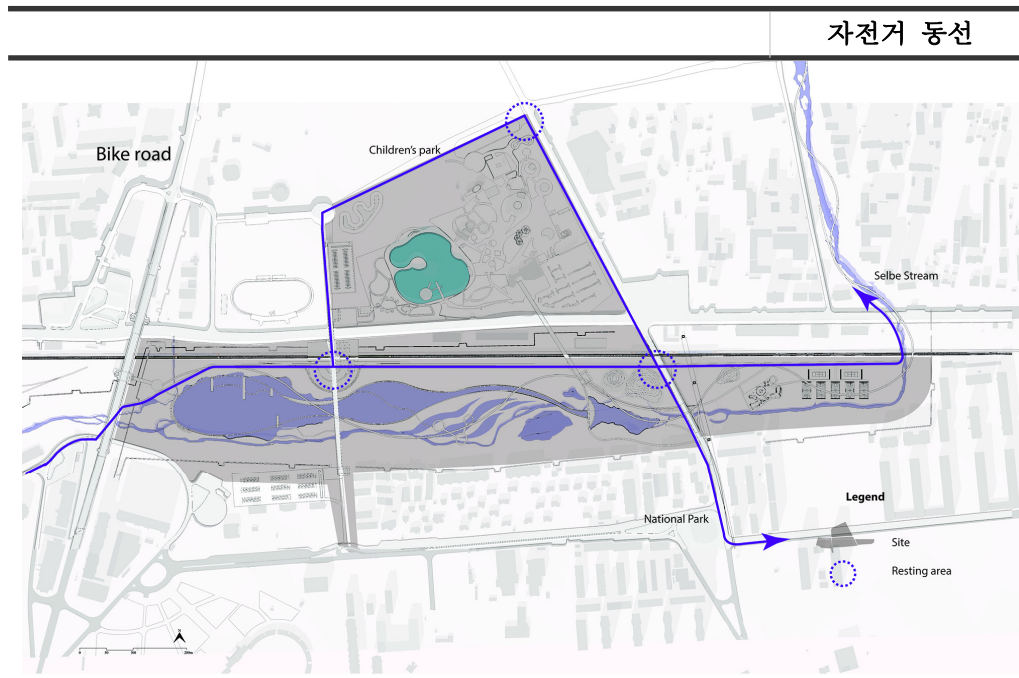 자전거 동선
Bike road
Children's park
Selbe Stream
National Park
Legend
Site
Resting area